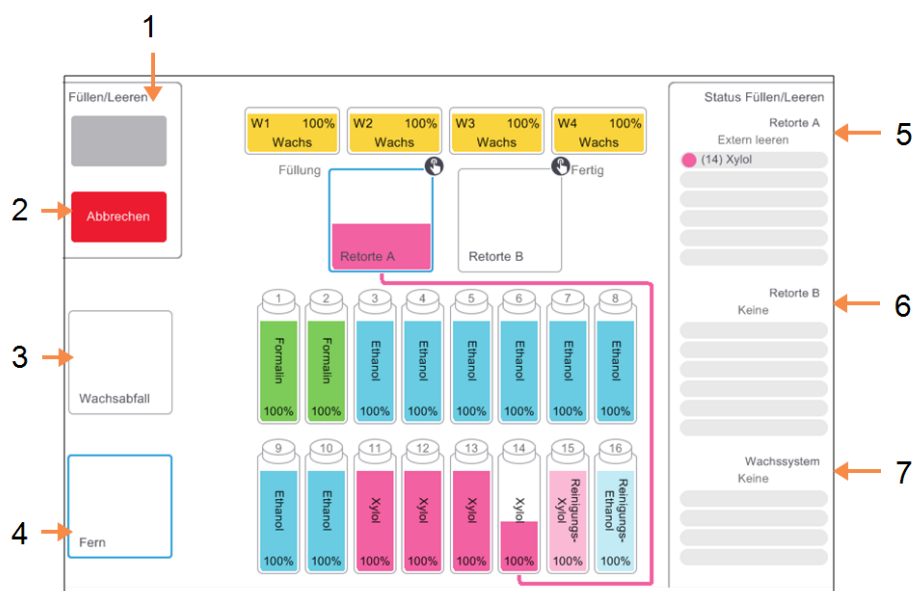 1
Füllen/Leeren
Abbrechen
2
Wachsabfall
3
Fern
4
W1 100%
Wachs
W2 100%
Wachs
W3 100%
Wachs
W4 100%
Wachs
Füllung
Fertig
Retorte A
Retorte B
1 2 3 4 5 6 7 8
Formalin
Formalin
Ethanol
Ethanol
Ethanol
Ethanol
Ethanol
Ethanol
100% 100% 100% 100% 100% 100% 100% 100%
9 10 11 12 13 14 15 16
Ethanol
Ethanol
Xylol
Xylol
Xylol
Xylol
Reinigungs-
Xylol
Reinigungs-
Ethanol
100% 100% 100% 100% 100% 100% 100% 100%
Status Füllen/Leeren
Retorte A
Extern leeren
(14) Xylol
5
Retorte B
Keine
6
Wachssystem
Keine
7